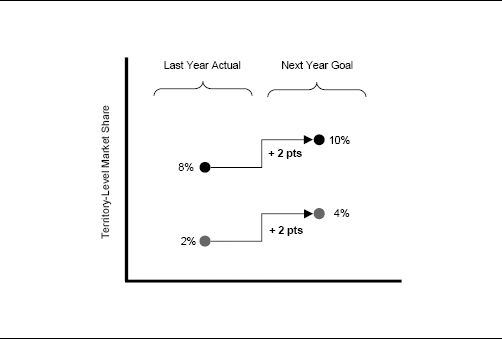 Last Year Actual
Next Year Goal
Territory-Level Market Share
10%
+ 2 pts
8%
4%
+ 2 pts
2%